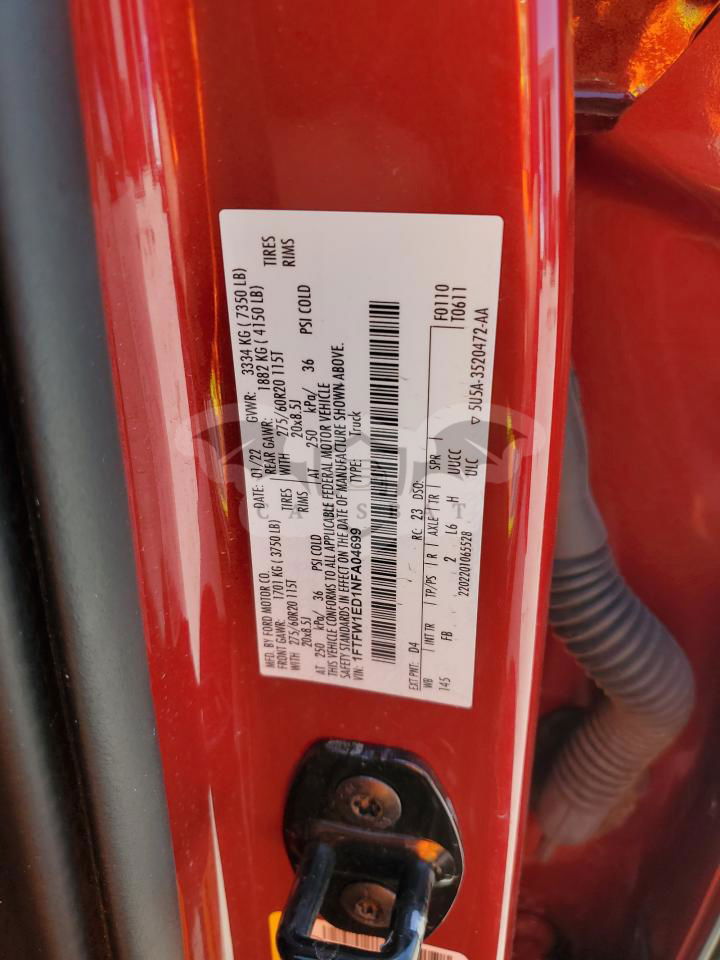 MFD. BY FORD MOTOR CO.
DATE: 01/22 GVWR: 3334 KG ( 7350 LB)
FRONT GAWR: 1701 KG ( 3750 LB) REAR GAWR: 1882 KG ( 4150 LB)
WITH 275/60R20 115T TIRES WITH 275/60R20 115T TIRES
20x8.5J RIMS 20x8.5J RIMS
AT 250 kPa/ 36 PSI COLD AT 250 kPa/ 36 PSI COLD
THIS VEHICLE CONFORMS TO ALL APPLICABLE FEDERAL MOTOR VEHICLE
SAFETY STANDARDS IN EFFECT ON THE DATE OF MANUFACTURE SHOWN ABOVE.
VIN: 1FTFW1ED1NFA04699 TYPE: Truck
EXT PNT: D4 RC: 23 DSO: F0110
WB INT TR TP/PS R AXLE TR SPR T0611
145 FB 2 L6 H UUCC
2202201065528 ULC ▽ 5U5A-3520472-AA
CARSBT